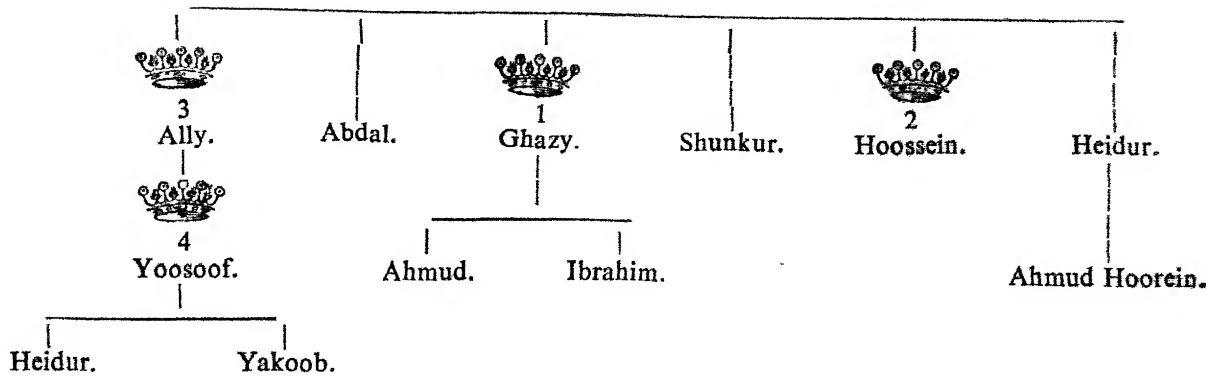 3 1 2
Ally. Abdal. Ghazy. Shunkur. Hoossein. Heidur.
4
Yoosoof. Ahmud. Ibrahim. Ahmud Hoorein.
Heidur. Yakoob.